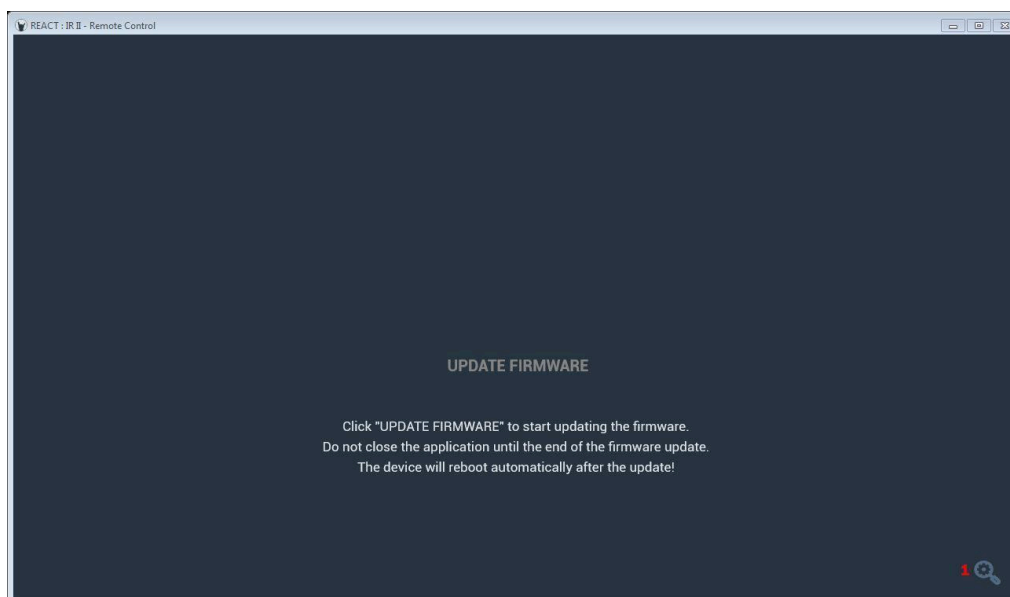 REACT : IR II - Remote Control
UPDATE FIRMWARE
Click "UPDATE FIRMWARE" to start updating the firmware.
Do not close the application until the end of the firmware update.
The device will reboot automatically after the update!
1